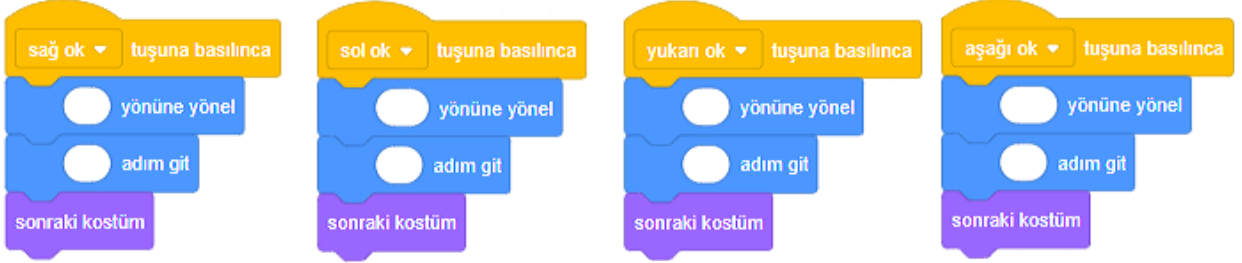 sağ ok tuşuna basılınca
yönüne yönel
adım git
sonraki kostüm
sol ok tuşuna basılınca
yönüne yönel
adım git
sonraki kostüm
yukarı ok tuşuna basılınca
yönüne yönel
adım git
sonraki kostüm
aşağı ok tuşuna basılınca
yönüne yönel
adım git
sonraki kostüm